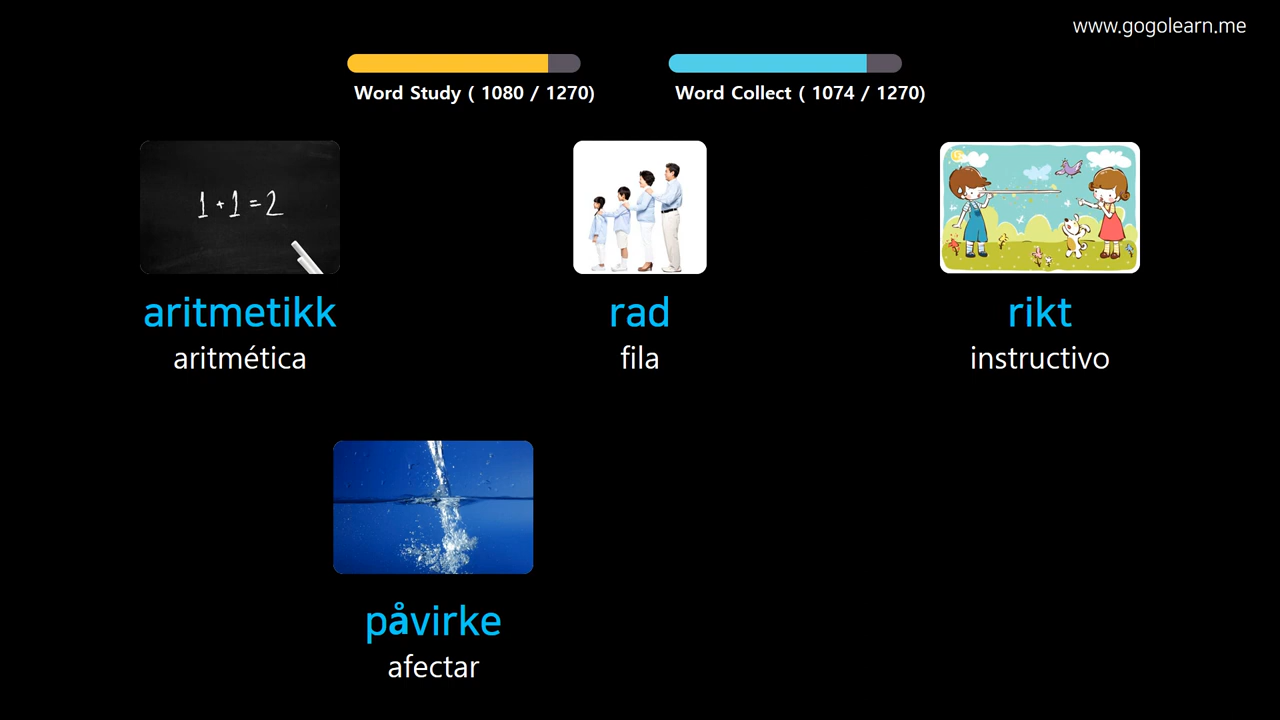 www.gogolearn.me
Word Study ( 1080 / 1270)
Word Collect ( 1074 / 1270)
1+1=2
aritmetikk
aritmética
rad
fila
rikt
instructivo
påvirke
afectar